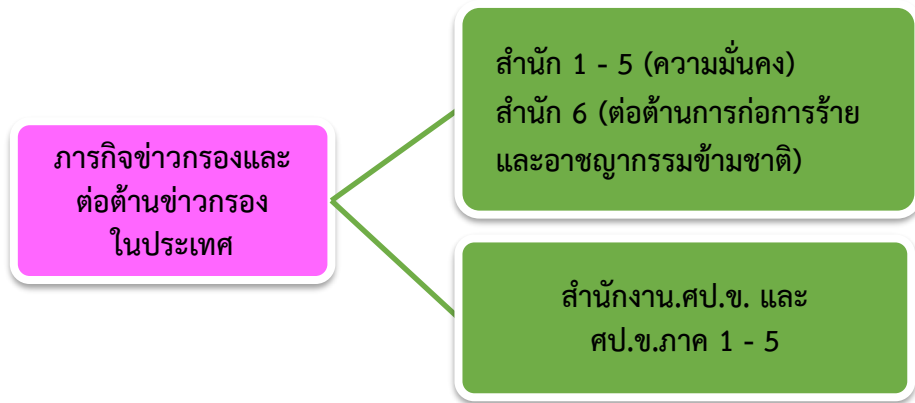 ภารกิจข่าวกรองและ
ต่อต้านข่าวกรอง
ในประเทศ
สำนัก 1 - 5 (ความมั่นคง)
สำนัก 6 (ต่อต้านการก่อการร้าย
และอาชญากรรมข้ามชาติ)
สำนักงาน.ศป.ข. และ
ศป.ข.ภาค 1 - 5